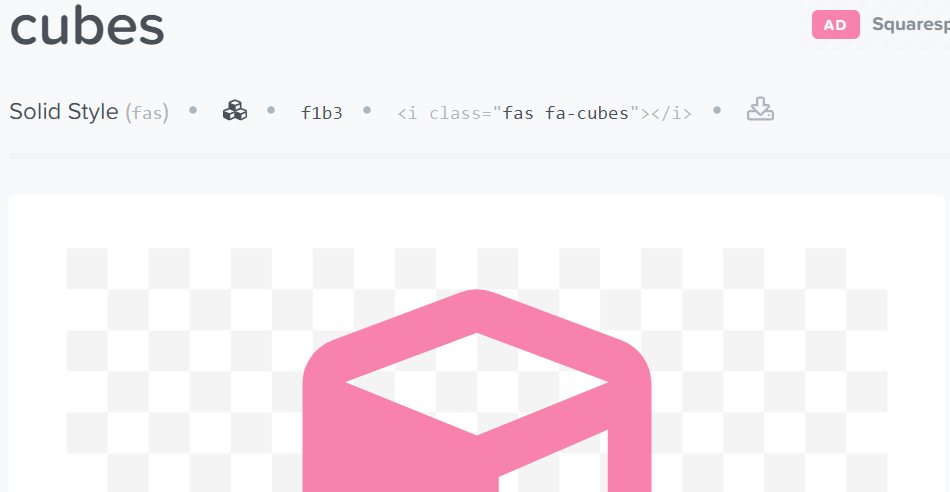 cubes
AD Squaresp
Solid Style (fas) • • f1b3 • <i class="fas fa-cubes"></i> •